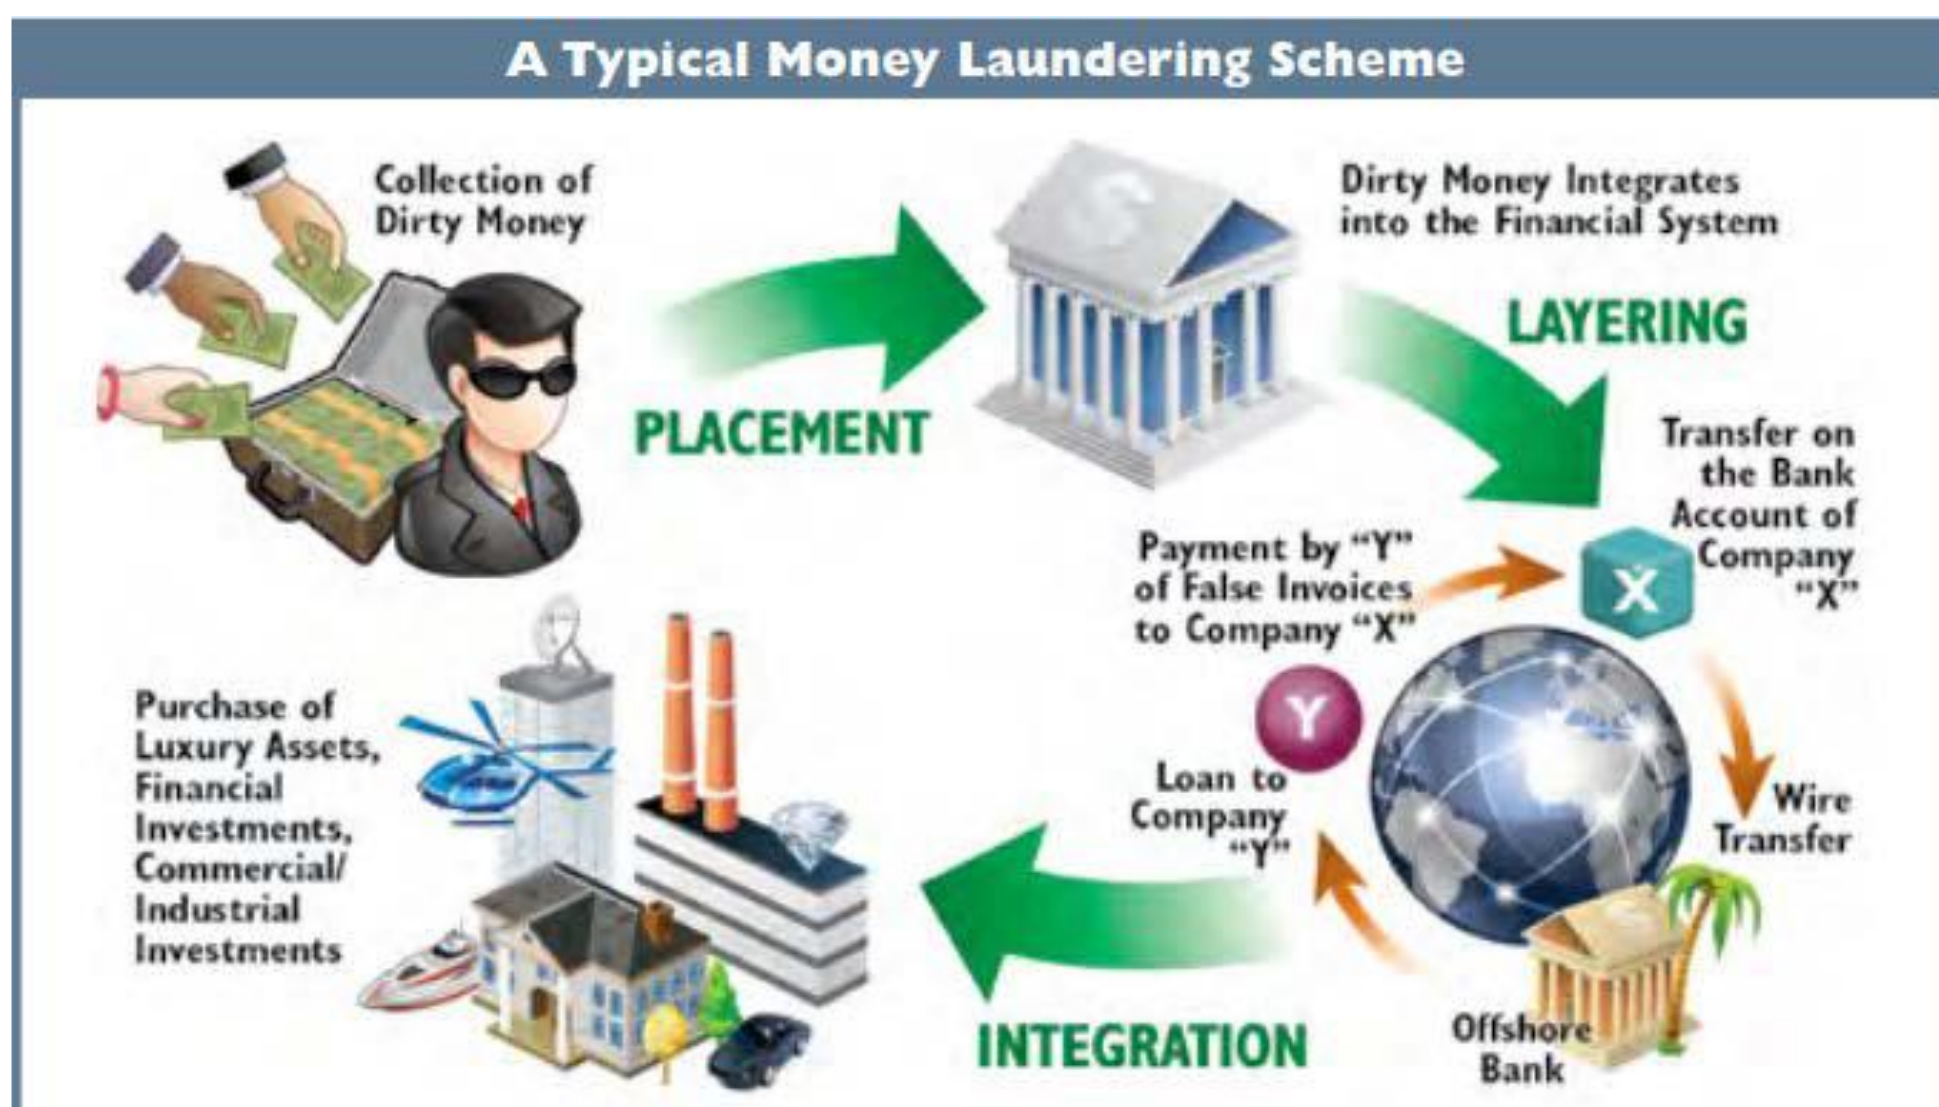 A Typical Money Laundering Scheme
Collection of
Dirty Money
PLACEMENT
Dirty Money Integrates
into the Financial System
LAYERING
Transfer on
the Bank
Account of
Company
“X”
X
Payment by “Y”
of False Invoices
to Company “X”
Y
Wire
Transfer
Loan to
Company
“Y”
Offshore
Bank
INTEGRATION
Purchase of
Luxury Assets,
Financial
Investments,
Commercial/
Industrial
Investments